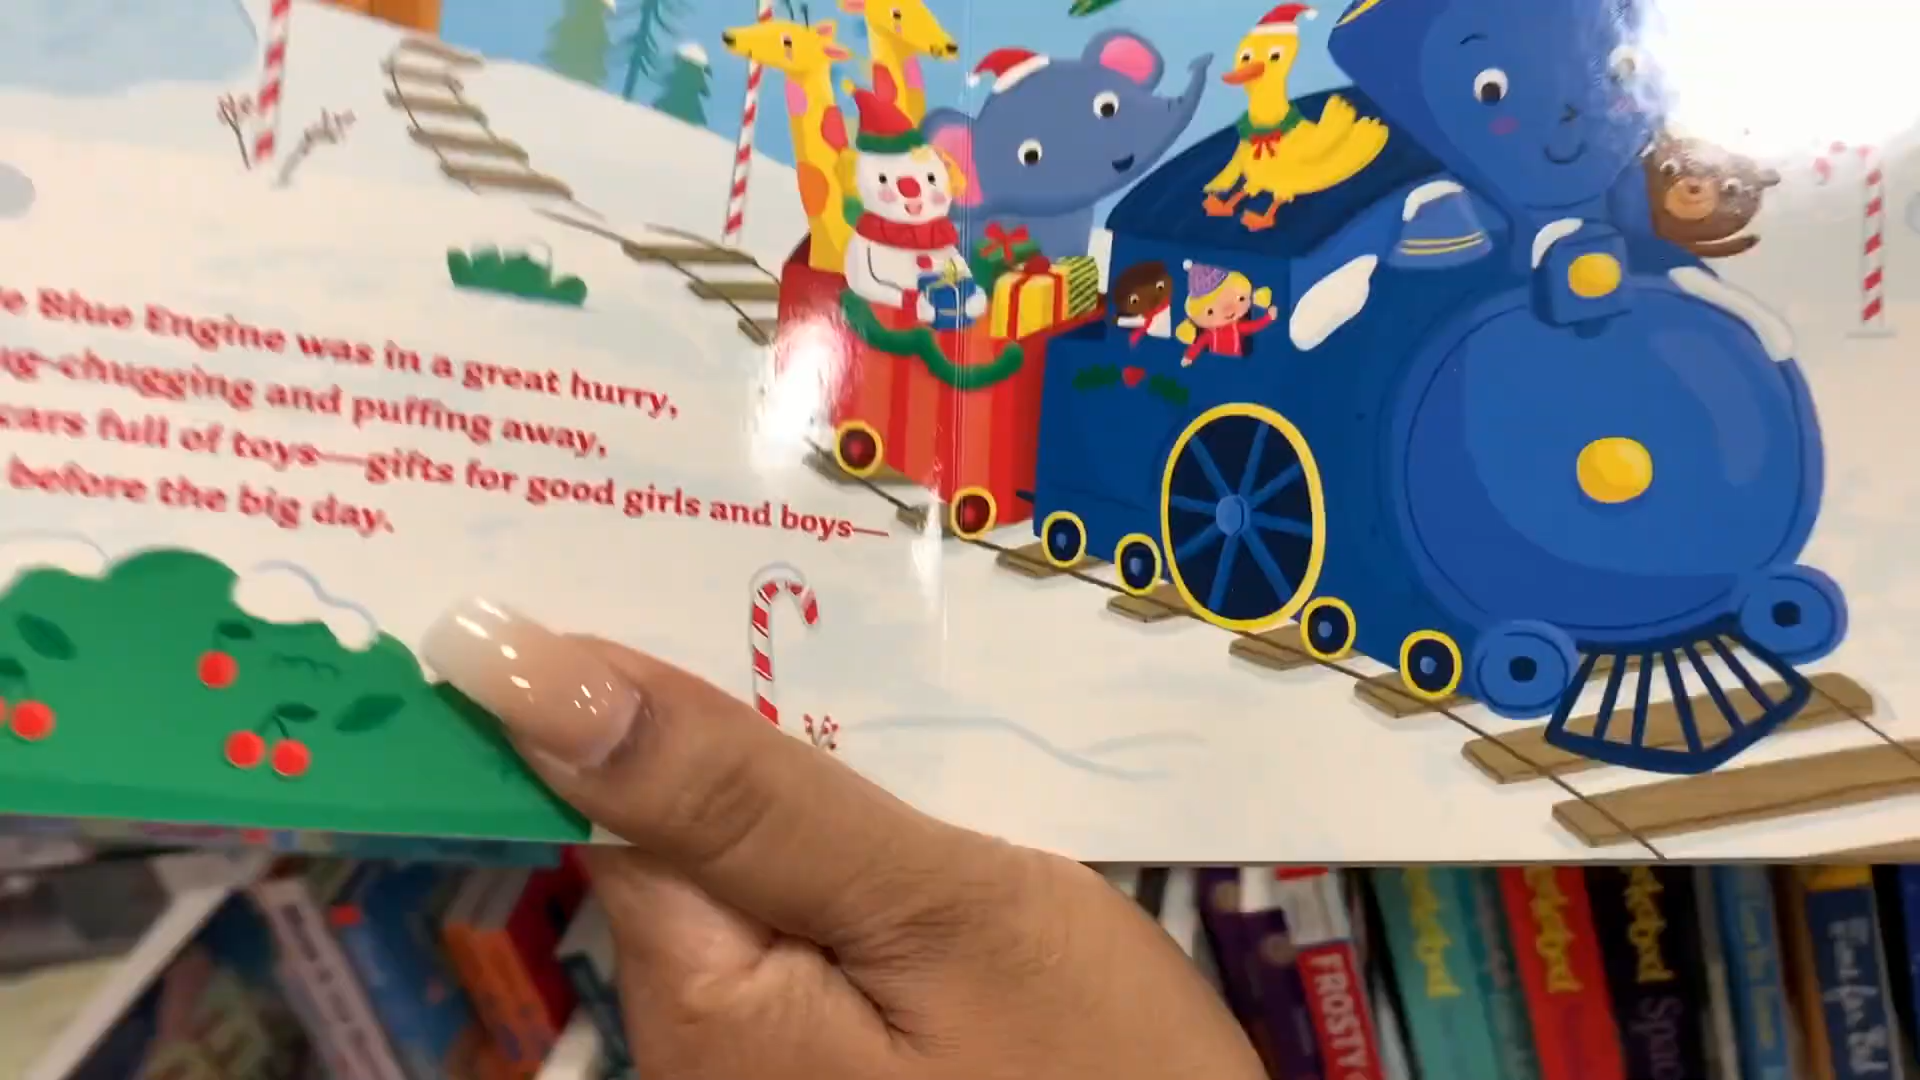 Blue Engine was in a great hurry,
chugging and puffing away,
cars full of toys—gifts for good girls and boys—
before the big day.
FROSTY